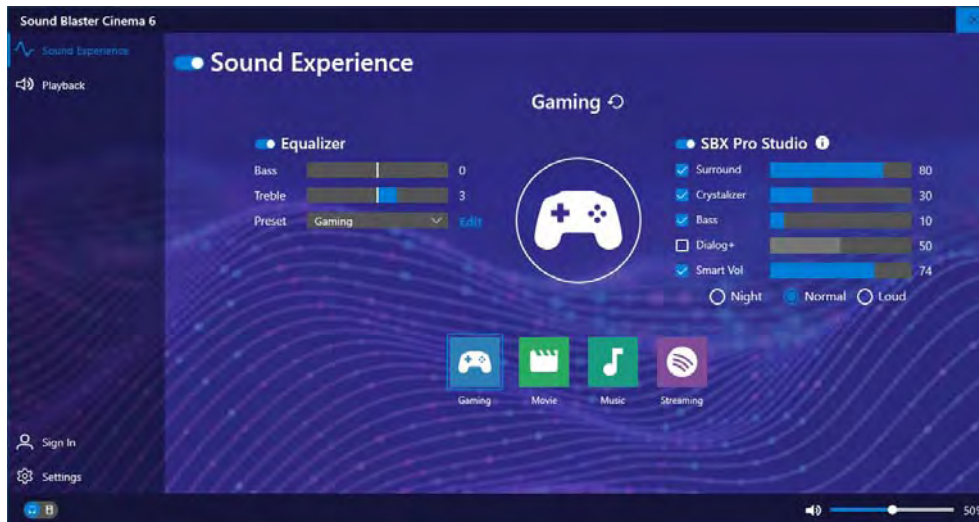 Sound Blaster Cinema 6
Sound Experience
Playback
Sound Experience
Gaming
Equalizer
Bass 0
Treble 3
Preset Gaming Edit
SBX Pro Studio
Surround 80
Crystalizer 30
Bass 10
Dialog+ 50
Smart Vol 74
Night Normal Loud
Gaming Movie Music Streaming
Sign In
Settings